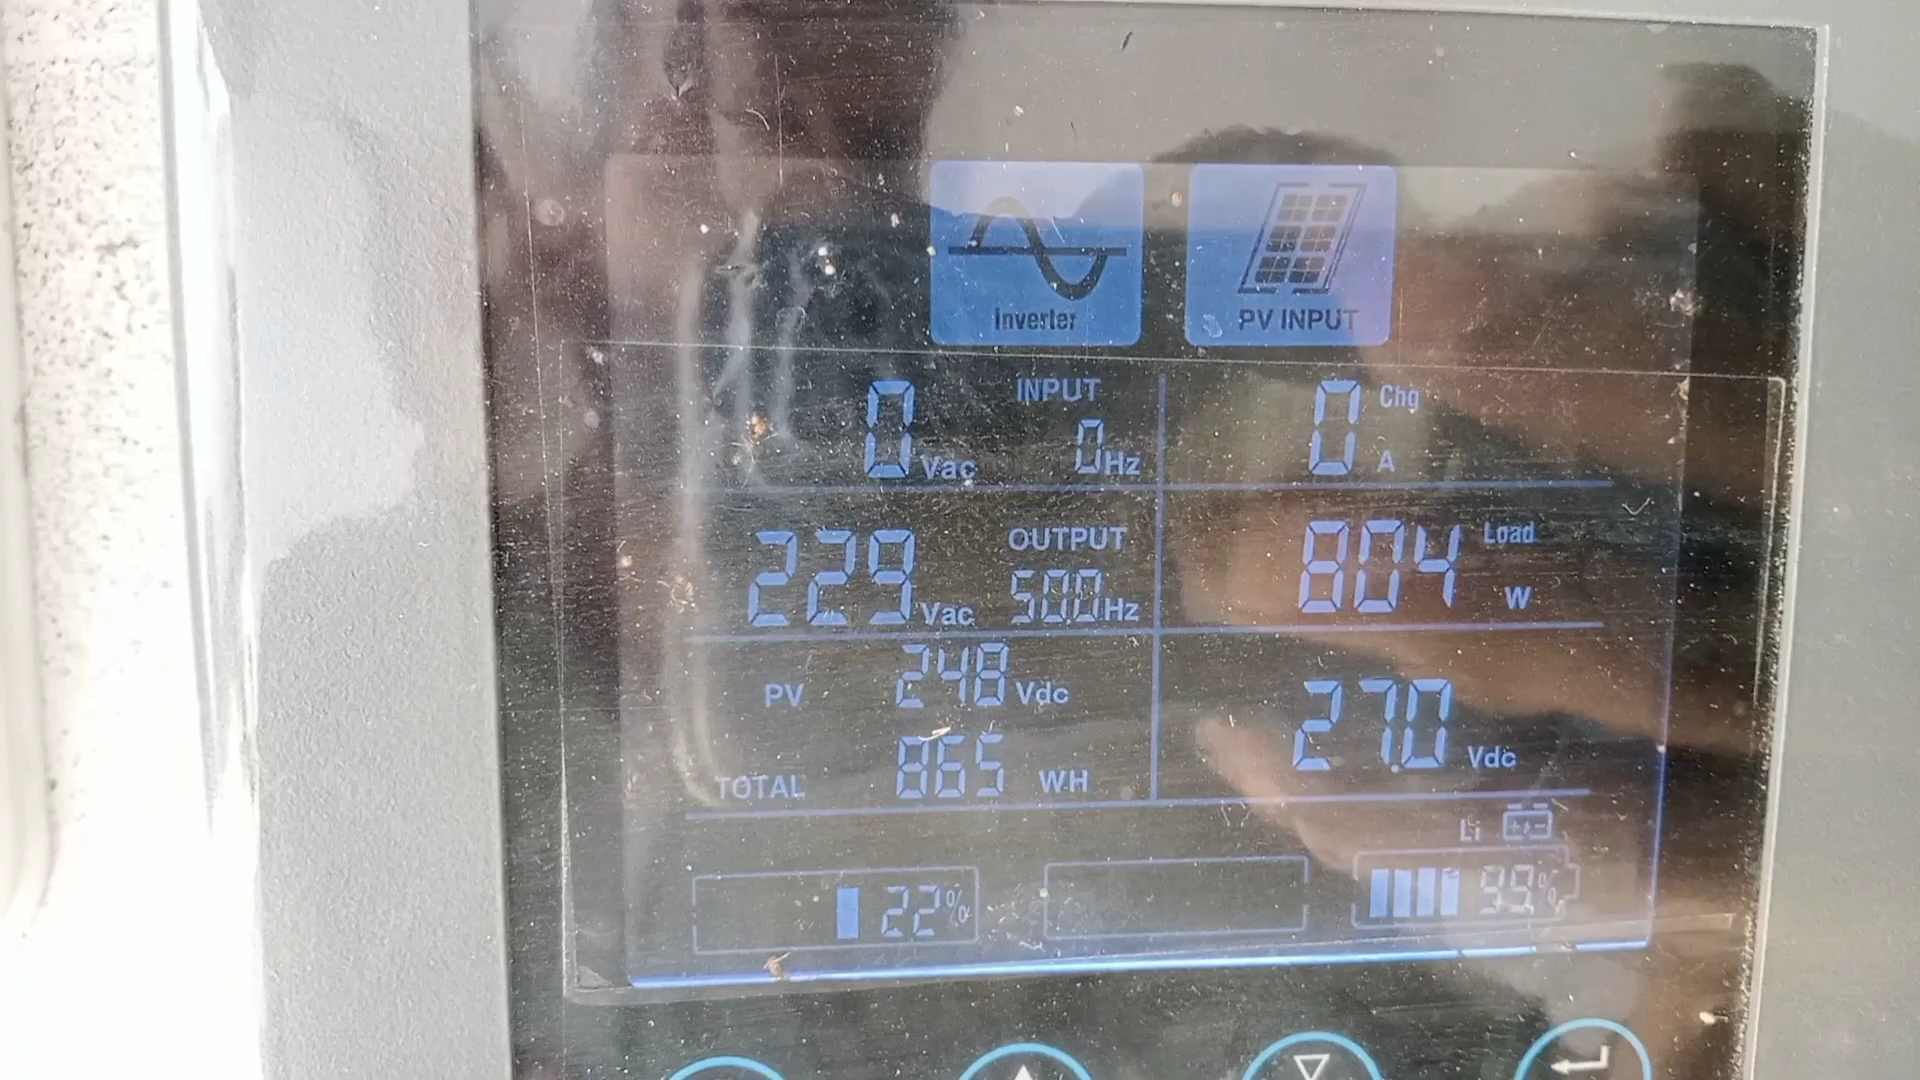 Inverter
PV INPUT
0 Vac INPUT 0 Hz
0 Chg A
229 Vac OUTPUT 50.0 Hz
804 Load W
PV 248 Vdc
TOTAL 865 WH
27.0 Vdc
Li
22%
99%